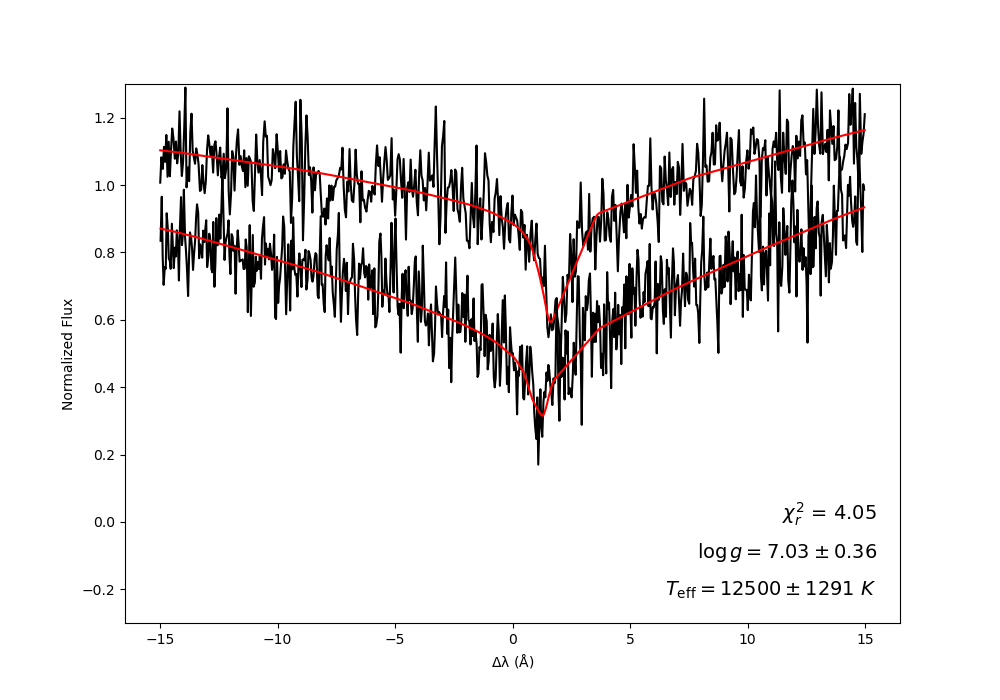 1.2
1.0
0.8
0.6
0.4
0.2
0.0
−0.2
Normalized Flux
χ²ᵣ = 4.05
log g = 7.03 ± 0.36
T_eff = 12500 ± 1291 K
−15 −10 −5 0 5 10 15
Δλ (Å)